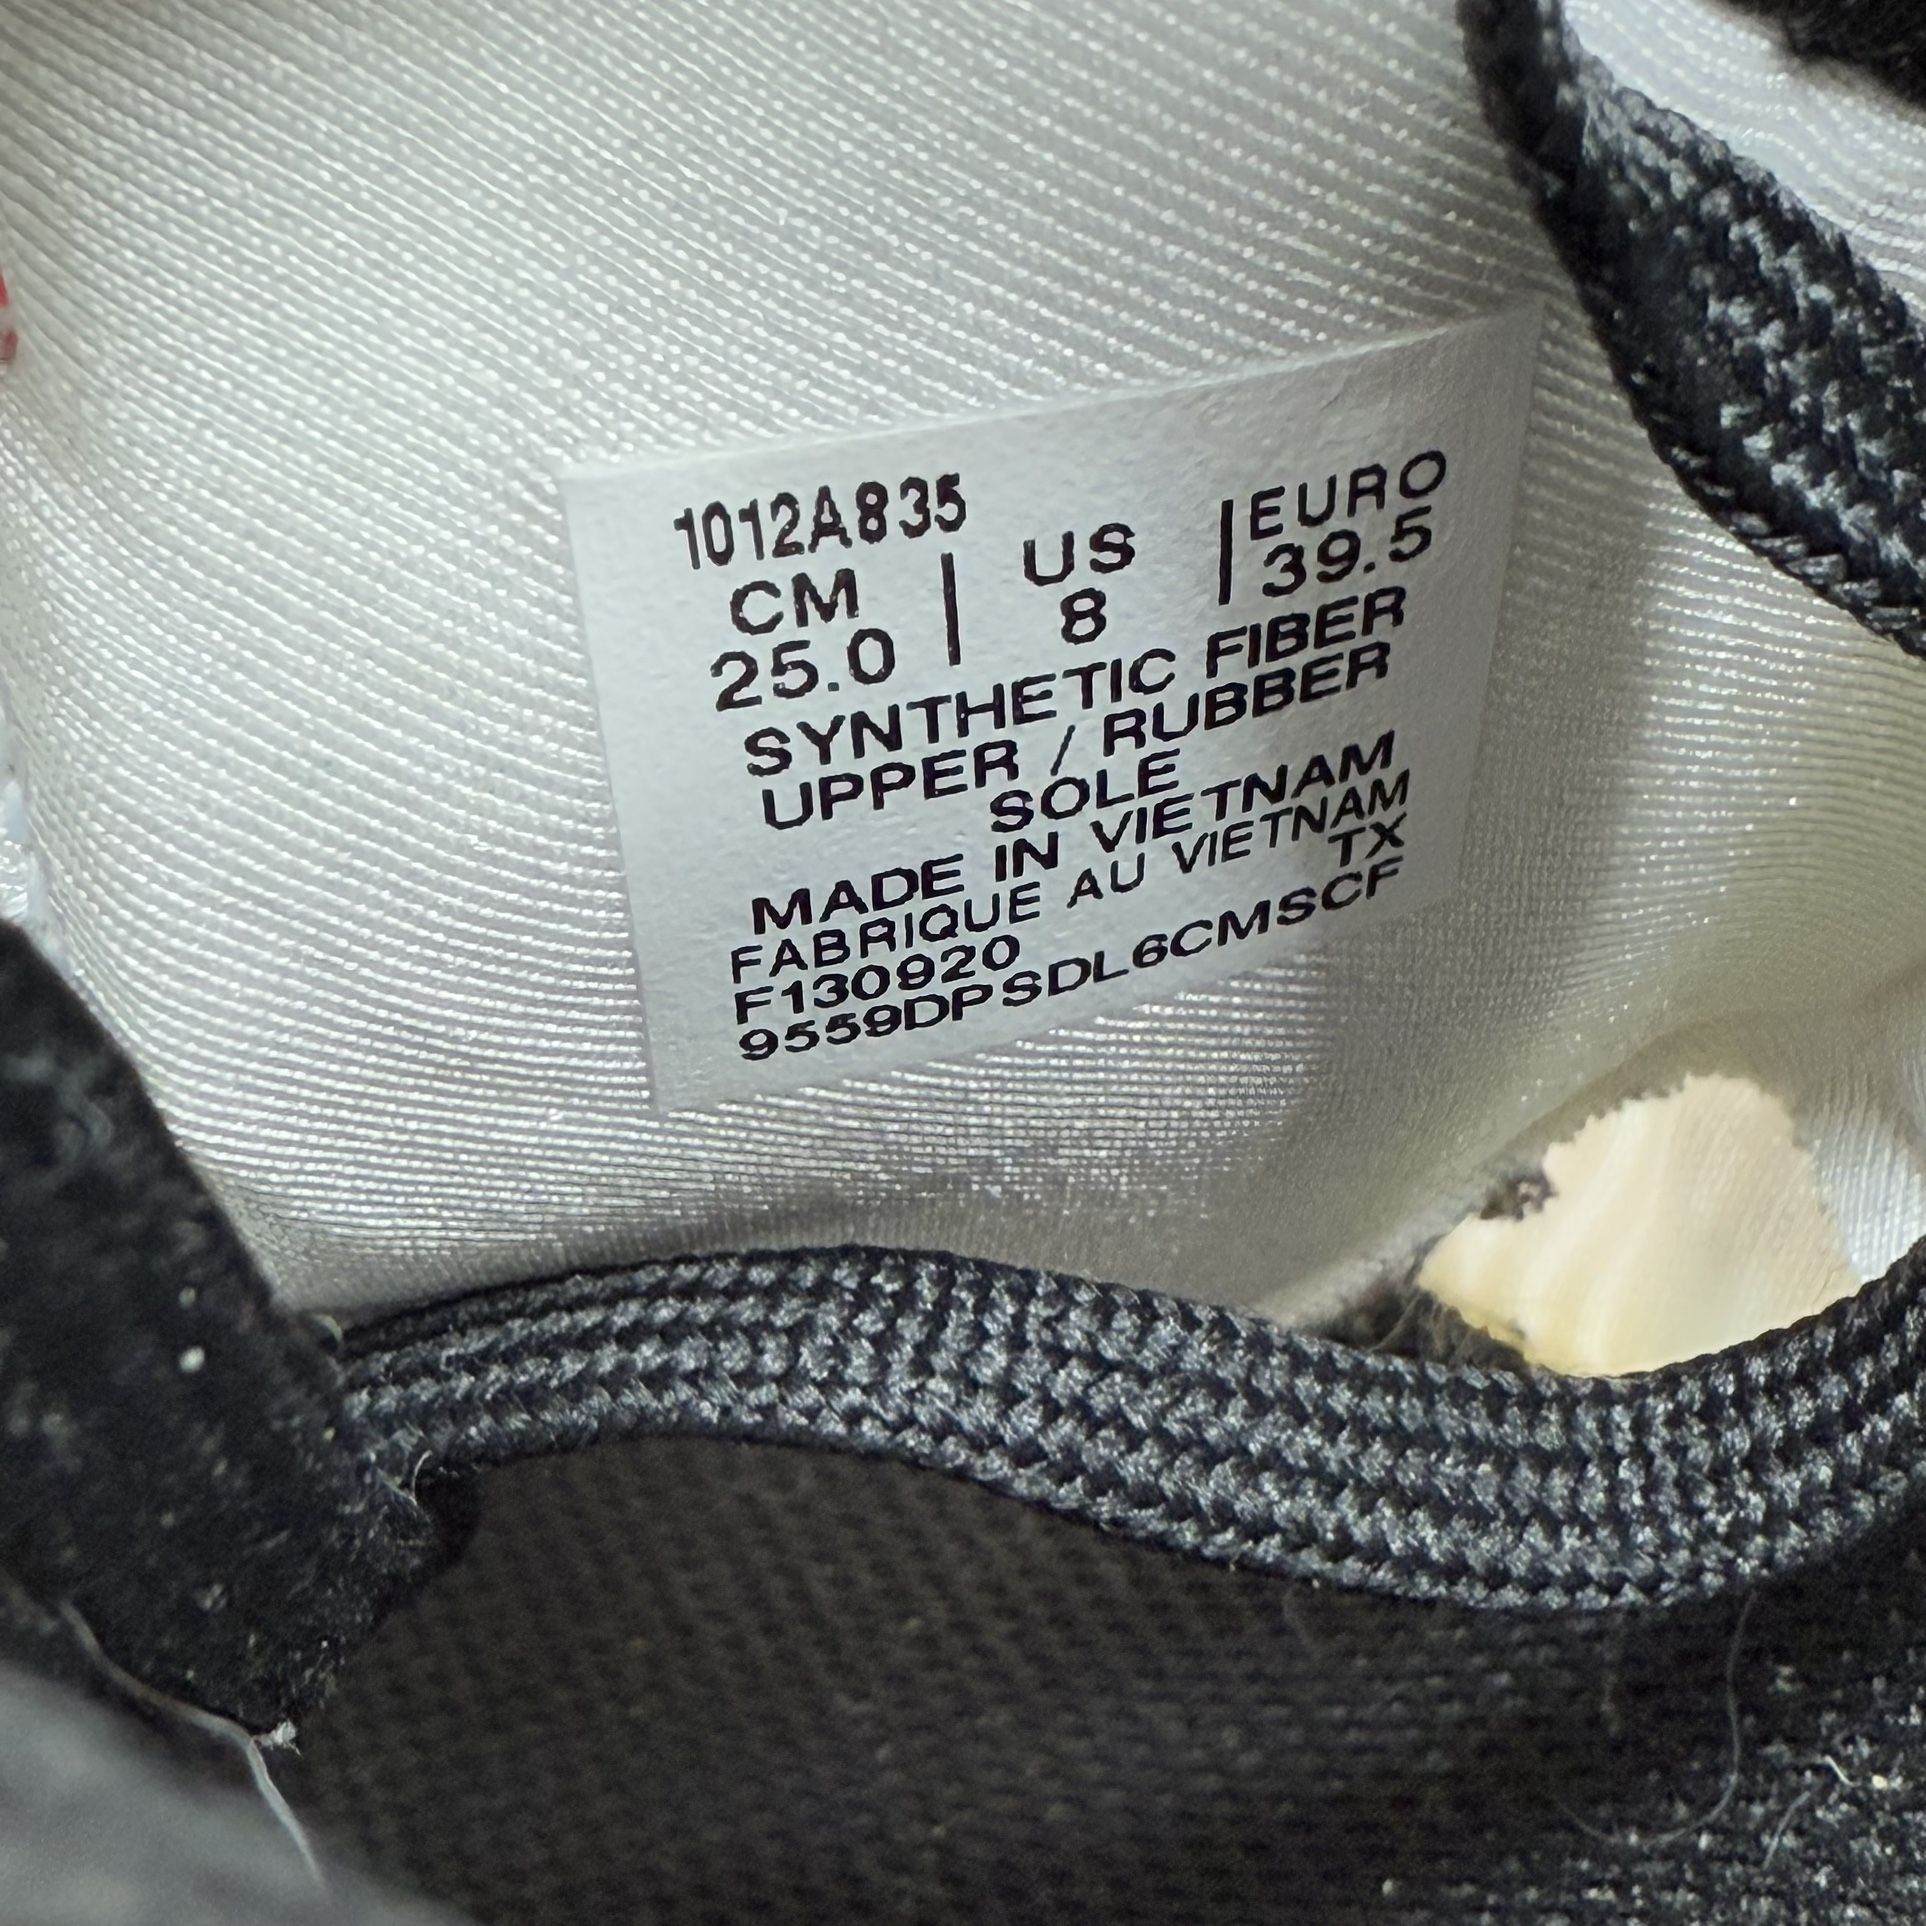 1012A835
CM | US | EURO
25.0 | 8 | 39.5
SYNTHETIC FIBER
UPPER / RUBBER
SOLE
MADE IN VIETNAM
FABRIQUE AU VIETNAM
F130920 TX
9559DPSDL6CMSCF